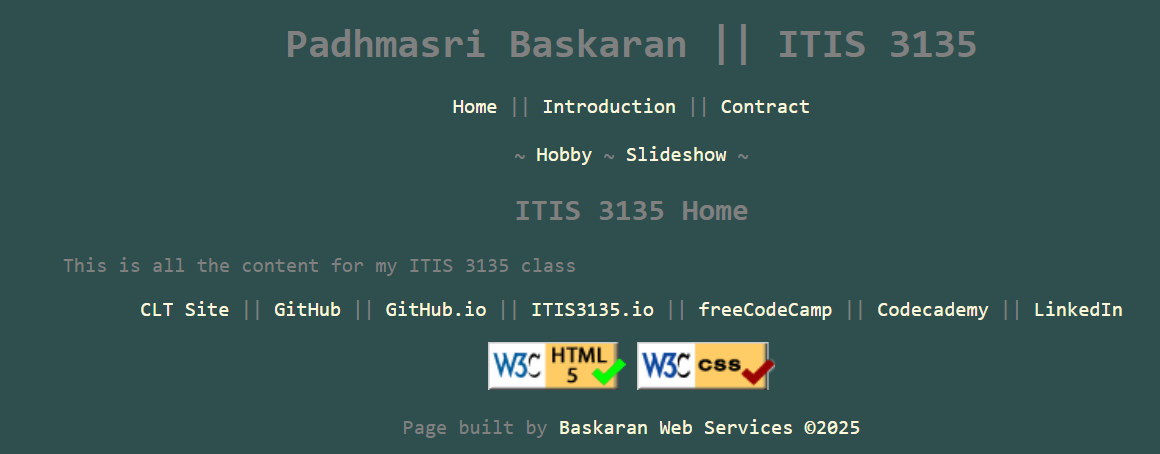 Padhmasri Baskaran || ITIS 3135
Home || Introduction || Contract
~ Hobby ~ Slideshow ~
ITIS 3135 Home
This is all the content for my ITIS 3135 class
CLT Site || GitHub || GitHub.io || ITIS3135.io || freeCodeCamp || Codecademy || LinkedIn
W3C HTML 5 W3C css
Page built by Baskaran Web Services ©2025